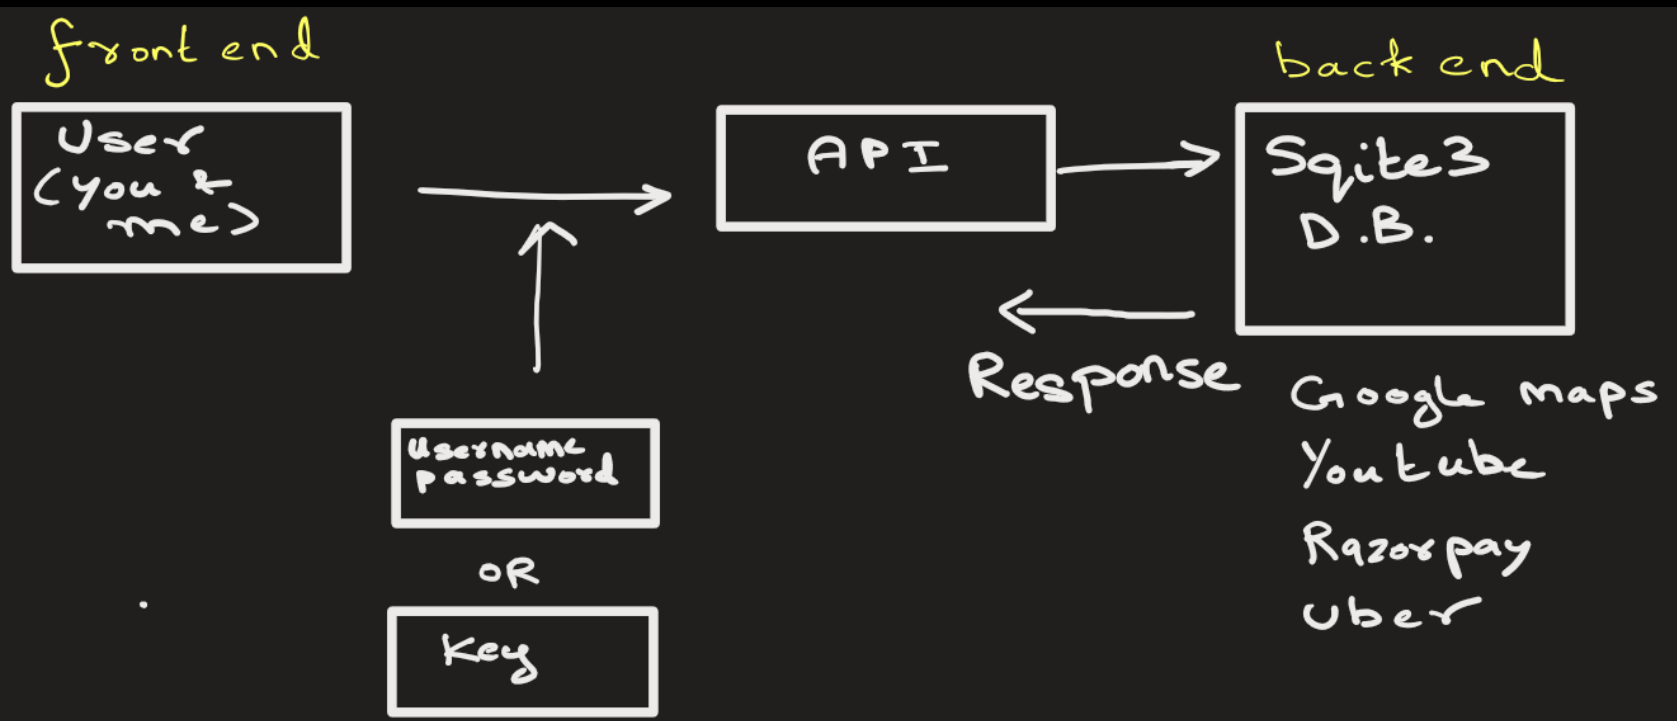 front end
User
(you &
me)
API
back end
Sqite3
D.B.
Response
Google maps
Youtube
Razorpay
Uber
Username
password
OR
Key